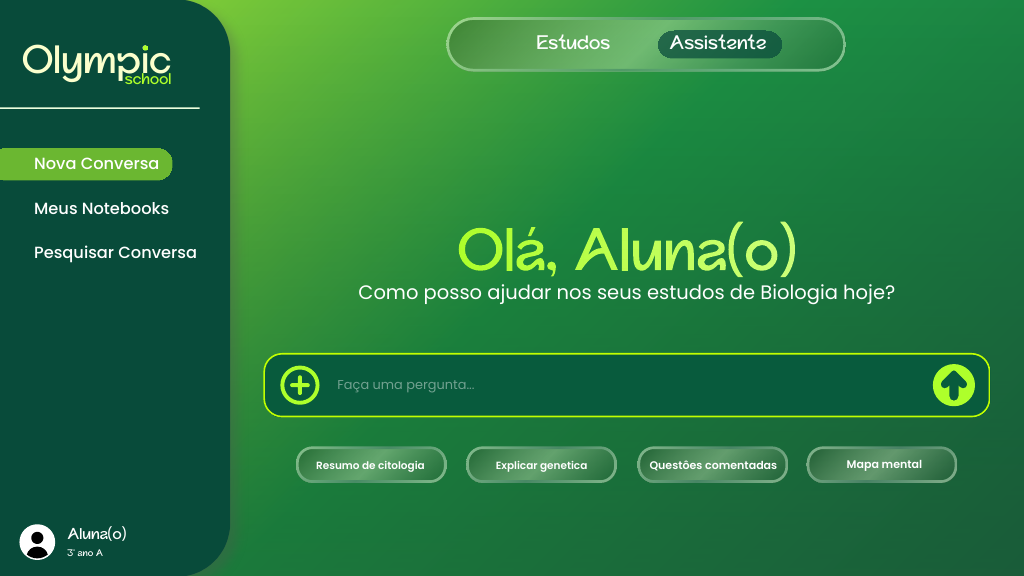 Olympic
school
Estudos
Assistente
Nova Conversa
Meus Notebooks
Pesquisar Conversa
Olá, Aluna(o)
Como posso ajudar nos seus estudos de Biologia hoje?
Faça uma pergunta...
Resumo de citologia
Explicar genetica
Questões comentadas
Mapa mental
Aluna(o)
3° ano A